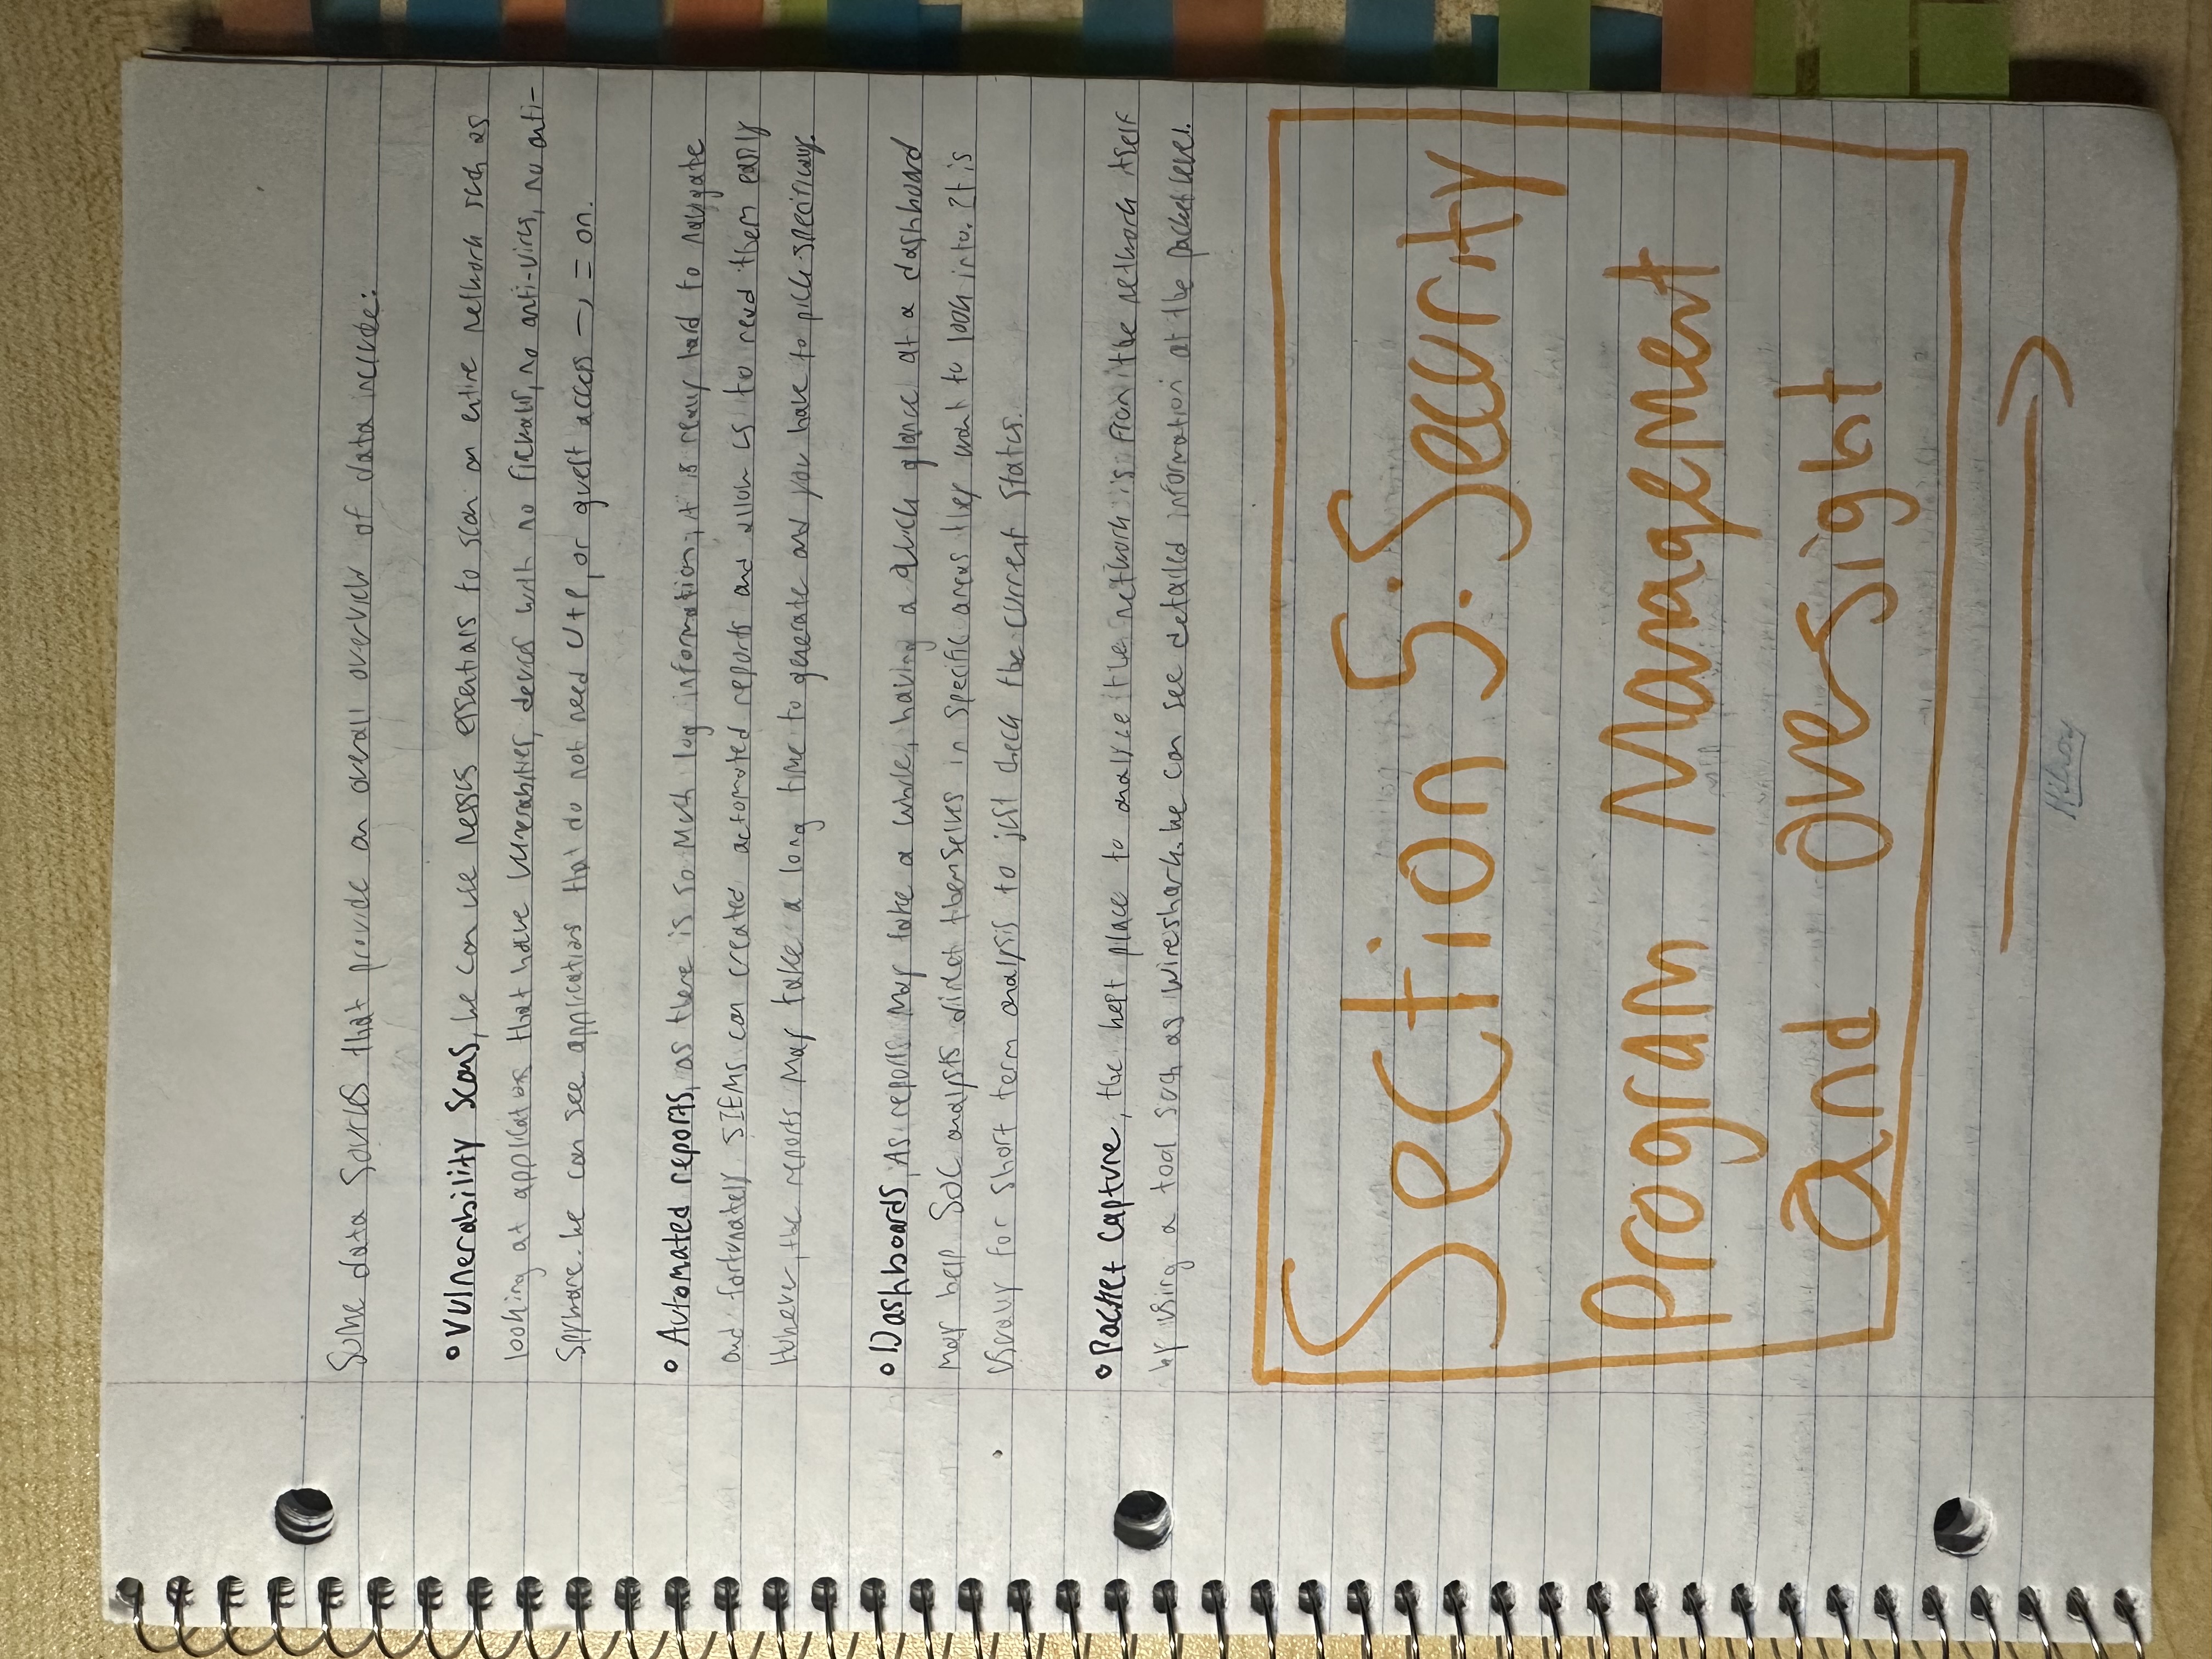 Some data sources that provide an overall overview of data include:
• Vulnerability scans, we can use nessus essentials to scan an entire network such as
looking at applications that have vulnerabilities, devices with no firewalls, no anti-virus, no anti-
spyware. We can see applications that do not need U+P, or guest access → = on.
• Automated reports, as there is so much log information, it is really hard to navigate
and fortunately SIEMs can created automated reports and allow us to read them easily
However, the reports may take a long time to generate and you have to pick specifically.
• Dashboards, As reports may take a while, having a quick glance at a dashboard
may help SOC analysts direct themselves in specific areas they want to look into. It is
usually for short term analysis to just check the current status.
• Packet capture, the best place to analyse the network is from the network itself
by using a tool such as wireshark. We can see detailed information at the packet level.
Section 5: Security
Program Management
and oversight
→
Hilroy